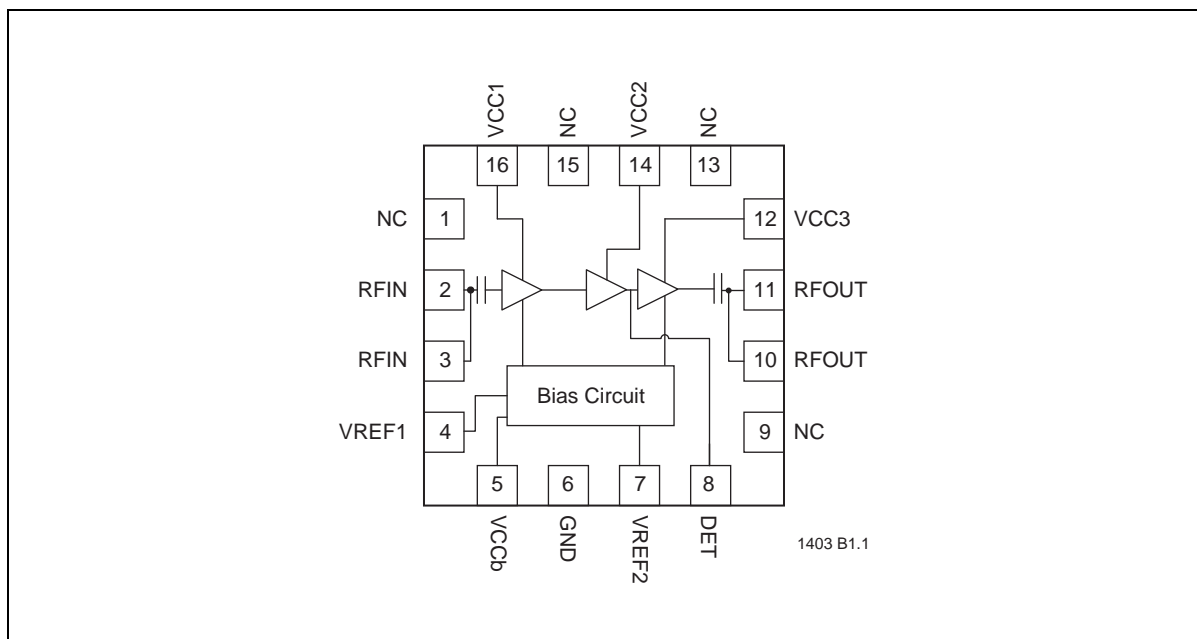 VCC1
NC
VCC2
NC
16
15
14
13
NC
1
12
VCC3
RFIN
2
11
RFOUT
RFIN
3
10
RFOUT
Bias Circuit
VREF1
4
9
NC
5
6
7
8
VCCb
GND
VREF2
DET
1403 B1.1